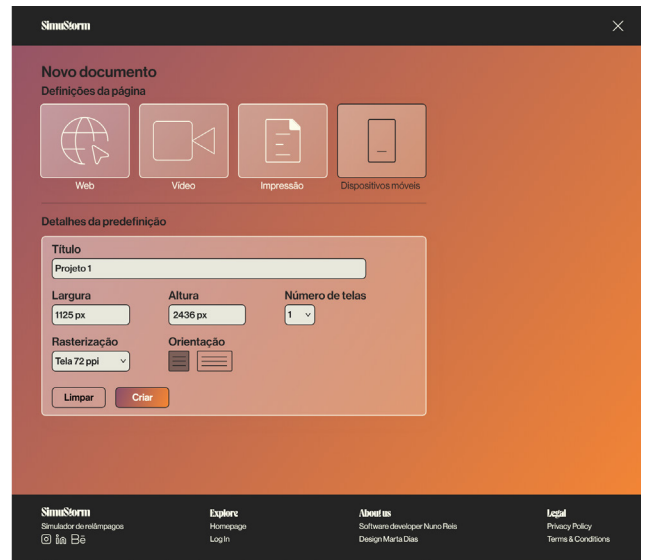 SimuStorm
Novo documento
Definições da página
Web
Vídeo
Impressão
Dispositivos móveis
Detalhes da predefinição
Título
Projeto 1
Largura
Altura
Número de telas
1125 px
2436 px
1
Rasterização
Orientação
Tela 72 ppi
Limpar
Criar
SimuStorm
Explore
About us
Legal
Simulador de relâmpagos
Homepage
Software developer Nuno Reis
Privacy Policy
Log In
Design Marta Dias
Terms & Conditions
in
Bē